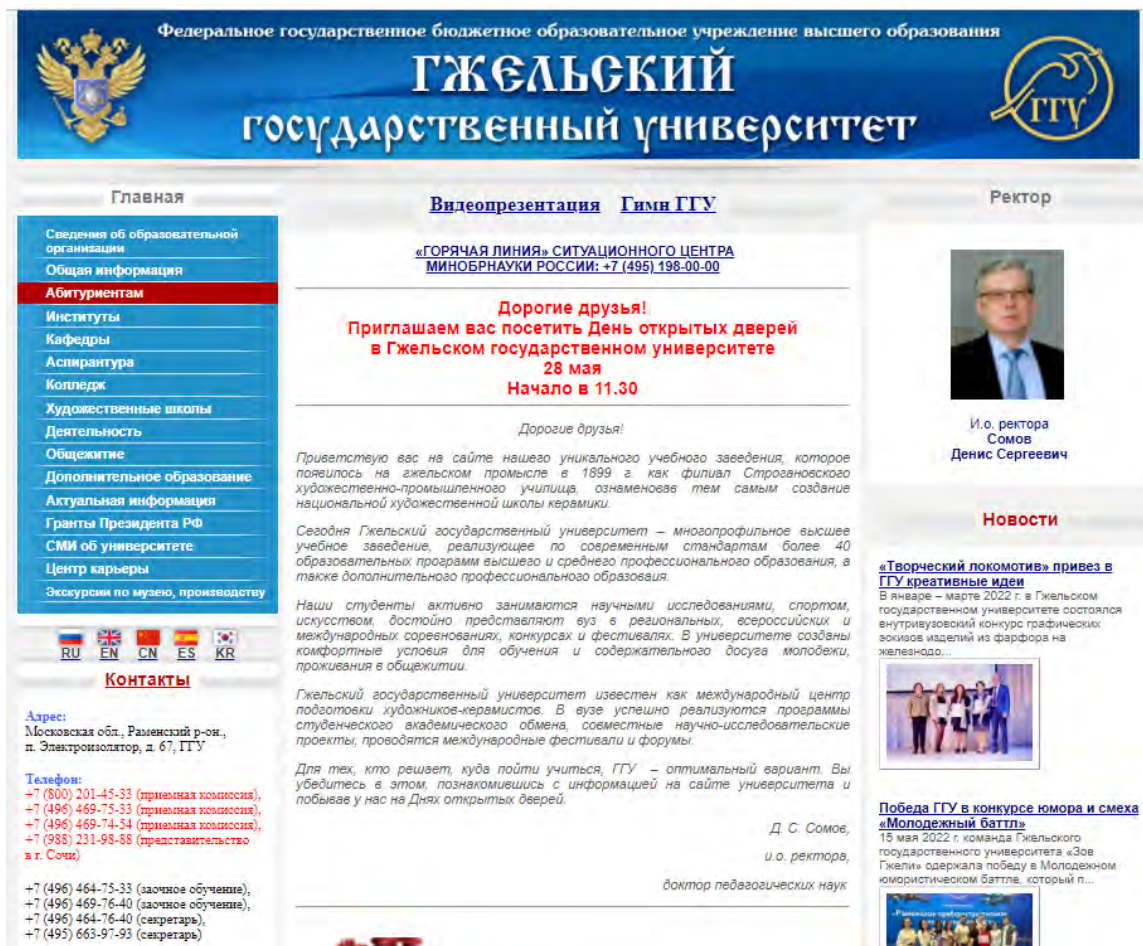 Федеральное государственное бюджетное образовательное учреждение высшего образования
ГЖЕЛЬСКИЙ
государственный университет
ГГУ
Главная
Сведения об образовательной
организации
Общая информация
Абитуриентам
Институты
Кафедры
Аспирантура
Колледж
Художественные школы
Деятельность
Общежитие
Дополнительное образование
Актуальная информация
Гранты Президента РФ
СМИ об университете
Центр карьеры
Экскурсии по музею, производству
RU EN CN ES KR
Контакты
Адрес:
Московская обл., Раменский р-он.,
п. Электроизолятор, д. 67, ГГУ
Телефон:
+7 (800) 201-45-33 (приемная комиссия),
+7 (496) 469-75-33 (приемная комиссия),
+7 (496) 469-74-54 (приемная комиссия),
+7 (988) 231-98-88 (представительство
в г. Сочи)
+7 (496) 464-75-33 (заочное обучение),
+7 (496) 469-76-40 (заочное обучение),
+7 (496) 464-76-40 (секретарь),
+7 (495) 663-97-93 (секретарь)
Видеопрезентация Гимн ГГУ
«ГОРЯЧАЯ ЛИНИЯ» СИТУАЦИОННОГО ЦЕНТРА
МИНОБРНАУКИ РОССИИ: +7 (495) 198-00-00
Дорогие друзья!
Приглашаем вас посетить День открытых дверей
в Гжельском государственном университете
28 мая
Начало в 11.30
Дорогие друзья!
Приветствую вас на сайте нашего уникального учебного заведения, которое
появилось на гжельском промысле в 1899 г. как филиал Строгановского
художественно-промышленного училища, ознаменовав тем самым создание
национальной художественной школы керамики.
Сегодня Гжельский государственный университет – многопрофильное высшее
учебное заведение, реализующее по современным стандартам более 40
образовательных программ высшего и среднего профессионального образования, а
также дополнительного профессионального образоваия.
Наши студенты активно занимаются научными исследованиями, спортом,
искусством, достойно представляют вуз в региональных, всероссийских и
международных соревнованиях, конкурсах и фестивалях. В университете созданы
комфортные условия для обучения и содержательного досуга молодежи,
проживания в общежитии.
Гжельский государственный университет известен как международный центр
подготовки художников-керамистов. В вузе успешно реализуются программы
студенческого академического обмена, совместные научно-исследовательские
проекты, проводятся международные фестивали и форумы.
Для тех, кто решает, куда пойти учиться, ГГУ – оптимальный вариант. Вы
убедитесь в этом, познакомившись с информацией на сайте университета и
побывав у нас на Днях открытых дверей.
Д. С. Сомов,
и.о. ректора,
доктор педагогических наук
Ректор
И.о. ректора
Сомов
Денис Сергеевич
Новости
«Творческий локомотив» привез в
ГГУ креативные идеи
В январе – марте 2022 г. в Гжельском
государственном университете состоялся
внутривузовский конкурс графических
эскизов изделий из фарфора на
железнодо...
Победа ГГУ в конкурсе юмора и смеха
«Молодежный баттл»
15 мая 2022 г. команда Гжельского
государственного университета «Зов
Гжели» одержала победу в Молодежном
юмористическом баттле, который п...